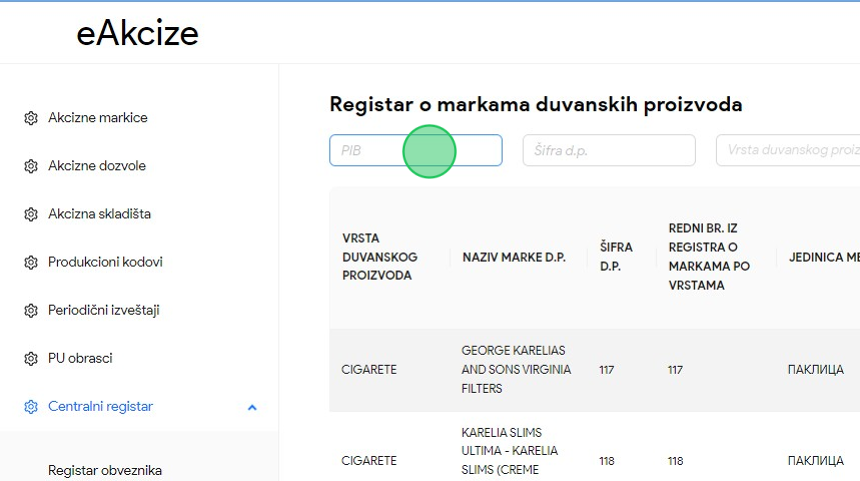 eAkcize
Akcizne markice
Akcizne dozvole
Akcizna skladišta
Produkcioni kodovi
Periodični izveštaji
PU obrasci
Centralni registar
Registar obveznika
Registar o markama duvanskih proizvoda
PIB
Šifra d.p.
Vrsta duvanskog proiz
VRSTA
DUVANSKOG
PROIZVODA
NAZIV MARKE D.P.
ŠIFRA
D.P.
REDNI BR. IZ
REGISTRA O
MARKAMA PO
VRSTAMA
JEDINICA ME
CIGARETE
GEORGE KARELIAS
AND SONS VIRGINIA
FILTERS
117
117
ПАКЛИЦА
CIGARETE
KARELIA SLIMS
ULTIMA - KARELIA
SLIMS (CREME
118
118
ПАКЛИЦА